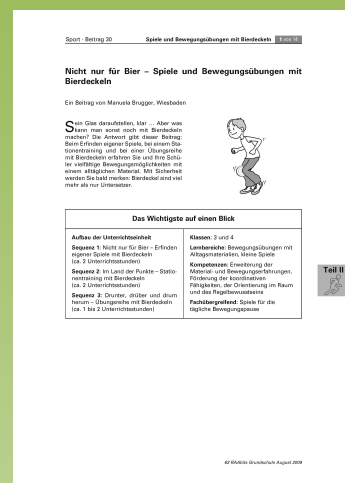 Sport · Beitrag 30
Spiele und Bewegungsübungen mit Bierdeckeln
1 von 14
Nicht nur für Bier – Spiele und Bewegungsübungen mit
Bierdeckeln
Ein Beitrag von Manuela Brugger, Wiesbaden
Sein Glas daraufstellen, klar … Aber was
kann man sonst noch mit Bierdeckeln
machen? Die Antwort gibt dieser Beitrag:
Beim Erfinden eigener Spiele, bei einem Sta-
tionentraining und bei einer Übungsreihe
mit Bierdeckeln erfahren Sie und Ihre Schü-
ler vielfältige Bewegungsmöglichkeiten mit
einem alltäglichen Material. Mit Sicherheit
werden Sie bald merken: Bierdeckel sind viel
mehr als nur Untersetzer.
Das Wichtigste auf einen Blick
Aufbau der Unterrichtseinheit
Sequenz 1: Nicht nur für Bier – Erfinden
eigener Spiele mit Bierdeckeln
(ca. 2 Unterrichtsstunden)
Sequenz 2: Im Land der Punkte – Statio-
nentraining mit Bierdeckeln
(ca. 2 Unterrichtsstunden)
Sequenz 3: Drunter, drüber und drum
herum – Übungsreihe mit Bierdeckeln
(ca. 1 bis 2 Unterrichtsstunden)
Klassen: 3 und 4
Lernbereiche: Bewegungsübungen mit
Alltagsmaterialien, kleine Spiele
Kompetenzen: Erweiterung der
Material- und Bewegungserfahrungen,
Förderung der koordinativen
Fähigkeiten, der Orientierung im Raum
und des Regelbewusstseins
Fachübergreifend: Spiele für die
tägliche Bewegungspause
Teil II
62 RAAbits Grundschule August 2009